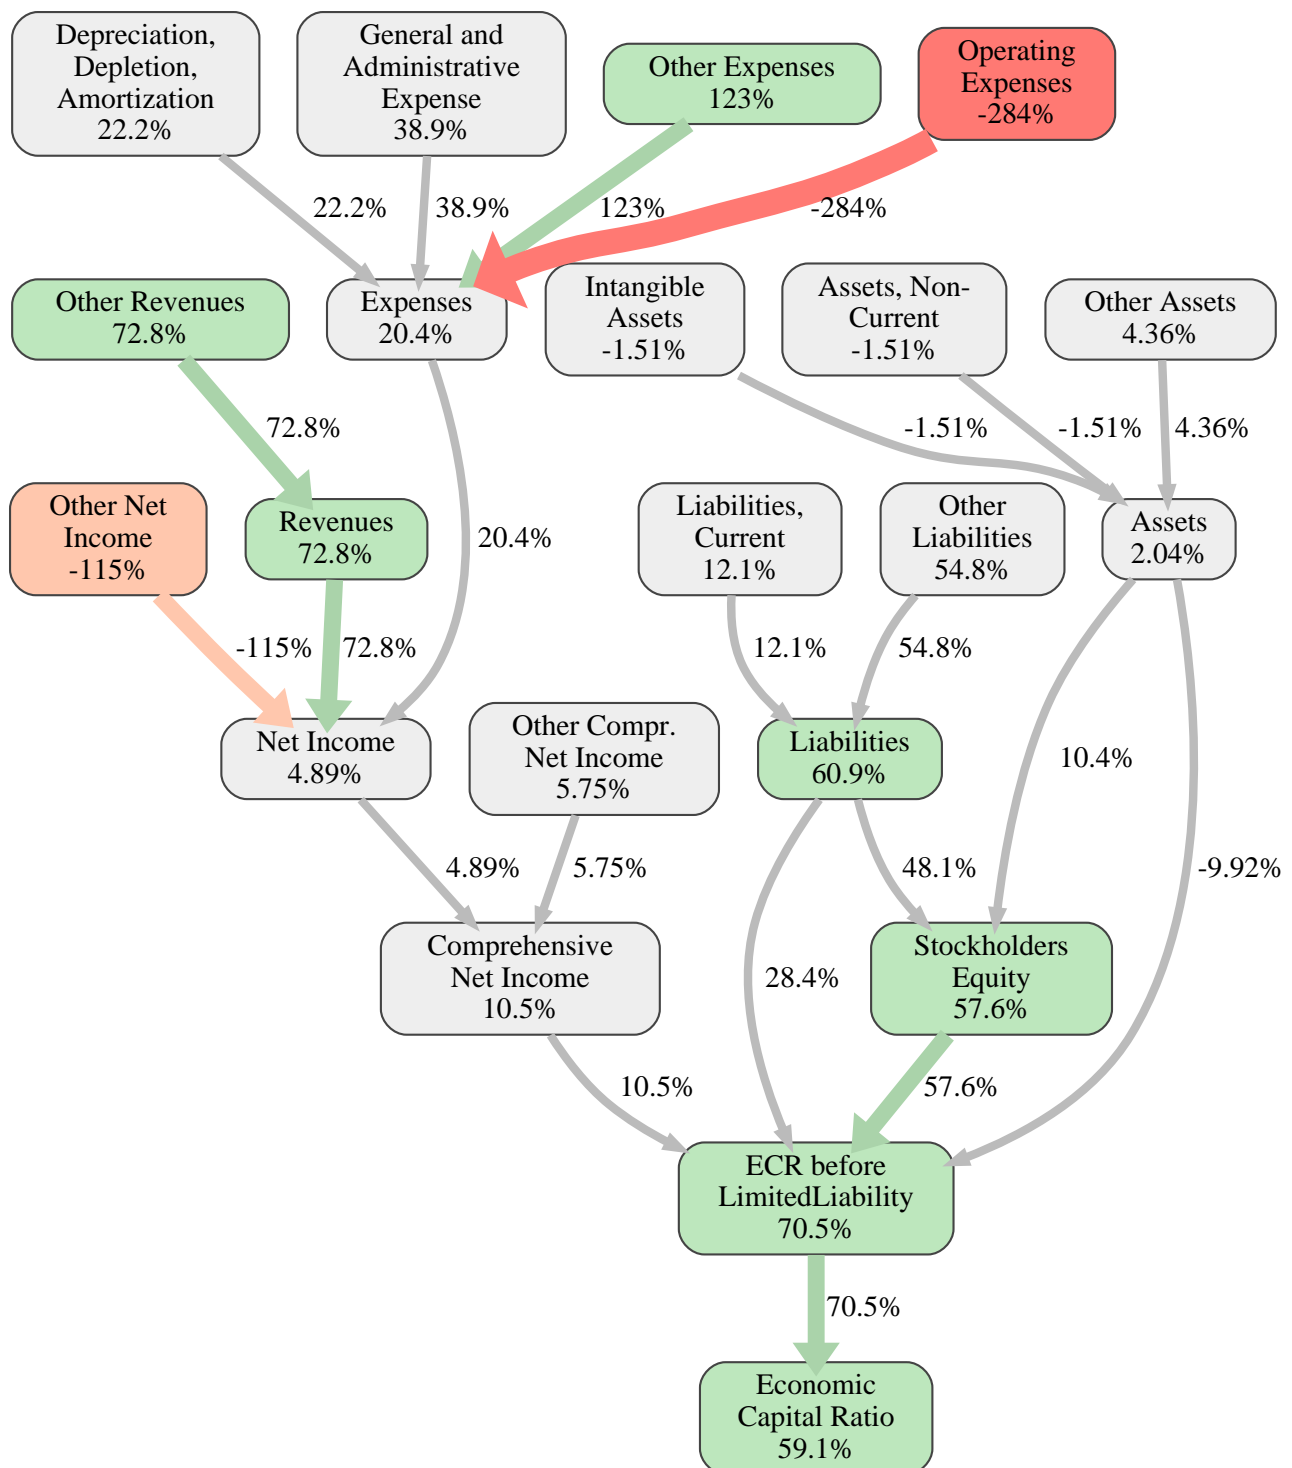 Depreciation,
Depletion,
Amortization
22.2%
General and
Administrative
Expense
38.9%
Other Expenses
123%
Operating
Expenses
-284%
22.2%
38.9%
123%
-284%
Other Revenues
72.8%
Expenses
20.4%
Intangible
Assets
-1.51%
Assets, Non-
Current
-1.51%
Other Assets
4.36%
72.8%
-1.51%
-1.51%
4.36%
Other Net
Income
-115%
Revenues
72.8%
20.4%
Liabilities,
Current
12.1%
Other
Liabilities
54.8%
Assets
2.04%
-115%
72.8%
12.1%
54.8%
Net Income
4.89%
Other Compr.
Net Income
5.75%
Liabilities
60.9%
10.4%
4.89%
5.75%
48.1%
-9.92%
Comprehensive
Net Income
10.5%
28.4%
Stockholders
Equity
57.6%
10.5%
57.6%
ECR before
LimitedLiability
70.5%
70.5%
Economic
Capital Ratio
59.1%